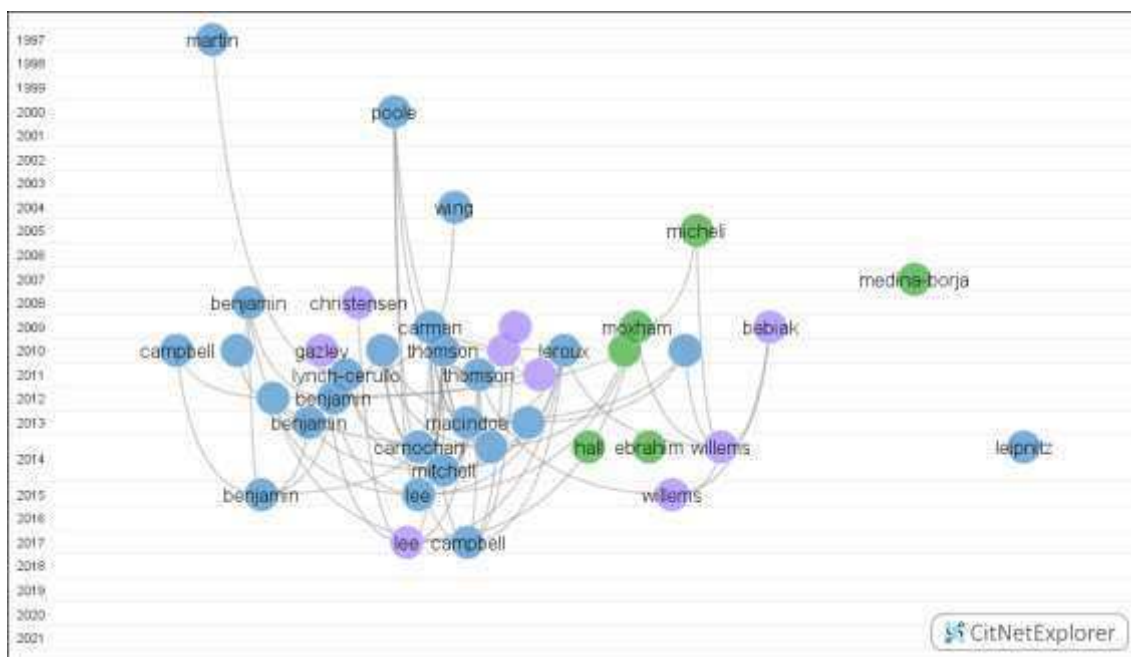 1997
martin
1998
1999
2000
poole
2001
2002
2003
2004
wing
2005
micheli
2006
2007
medina-borja
2008
benjamin
christensen
2009
carman
moxham
bebiak
2010
campbell
gazley
thomson
leroux
2011
lynch-cerullo
thomson
2012
benjamin
2013
benjamin
macindoe
2014
carnochan
hall
ebrahim
willems
leipnitz
mitchell
2015
benjamin
lee
willems
2016
2017
lee
campbell
2018
2019
2020
2021
CitNetExplorer